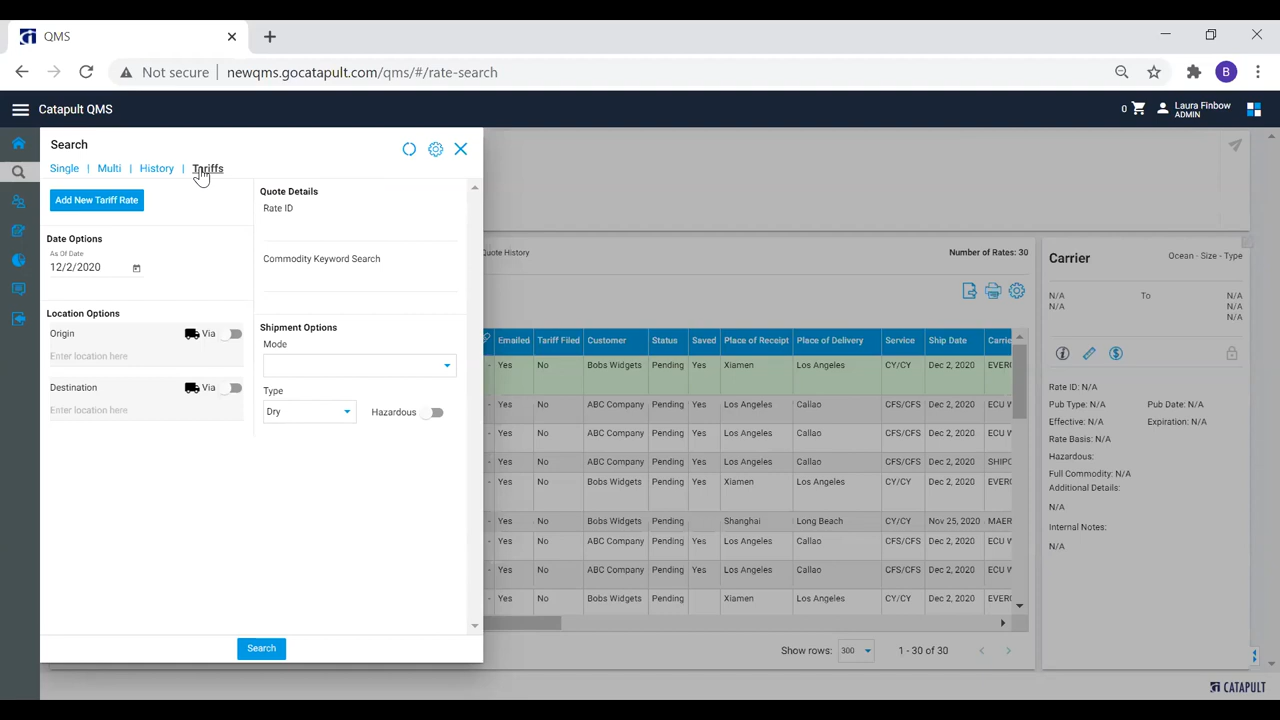 QMS
Not secure newqms.gocatapult.com/qms/#/rate-search B
Catapult QMS 0 Laura Finbow
ADMIN
Search
Single | Multi | History | Tariffs
Add New Tariff Rate
Date Options
As Of Date
12/2/2020
Location Options
Origin Via
Enter location here
Destination Via
Enter location here
Quote Details
Rate ID
Commodity Keyword Search
Shipment Options
Mode
Type
Dry Hazardous
Search
Quote History Number of Rates: 30
Emailed Tariff Filed Customer Status Saved Place of Receipt Place of Delivery Service Ship Date Carrie
Yes No Bobs Widgets Pending Yes Xiamen Los Angeles CY/CY Dec 2, 2020 EVERG
- Yes No ABC Company Pending Yes Los Angeles Callao CFS/CFS Dec 2, 2020 ECU W
- Yes No ABC Company Pending Yes Los Angeles Callao CFS/CFS Dec 2, 2020 ECU W
- Yes No ABC Company Pending Yes Los Angeles Callao CFS/CFS Dec 2, 2020 SHIPC
- Yes No Bobs Widgets Pending Yes Xiamen Los Angeles CY/CY Dec 2, 2020 EVERG
- Yes No Bobs Widgets Pending Shanghai Long Beach CY/CY Nov 25, 2020 MAER
- Yes No ABC Company Pending Yes Los Angeles Callao CFS/CFS Dec 2, 2020 ECU W
- Yes No ABC Company Pending Yes Los Angeles Callao CFS/CFS Dec 2, 2020 ECU W
- Yes No Bobs Widgets Pending Xiamen Los Angeles CY/CY Dec 2, 2020 EVERG
Show rows: 300 1 - 30 of 30
Carrier Ocean - Size - Type
N/A To N/A
N/A N/A
N/A
Rate ID: N/A
Pub Type: N/A Pub Date: N/A
Effective: N/A Expiration: N/A
Rate Basis: N/A
Hazardous:
Full Commodity: N/A
Additional Details:
N/A
Internal Notes:
N/A
CATAPULT